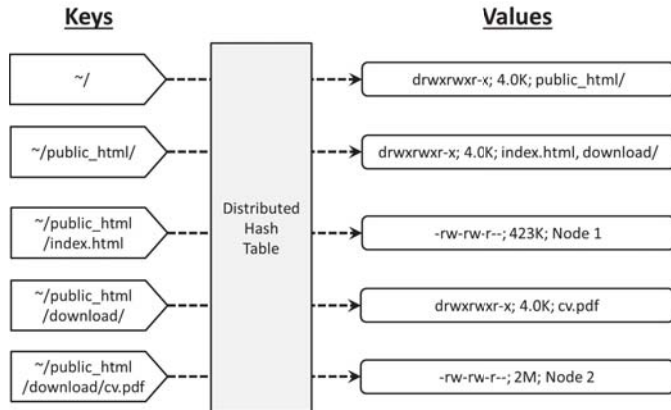 Keys
Values
~/
drwxrwxr-x; 4.0K; public_html/
~/public_html/
drwxrwxr-x; 4.0K; index.html, download/
Distributed
Hash
Table
~/public_html
/index.html
-rw-rw-r--; 423K; Node 1
~/public_html
/download/
drwxrwxr-x; 4.0K; cv.pdf
~/public_html
/download/cv.pdf
-rw-rw-r--; 2M; Node 2